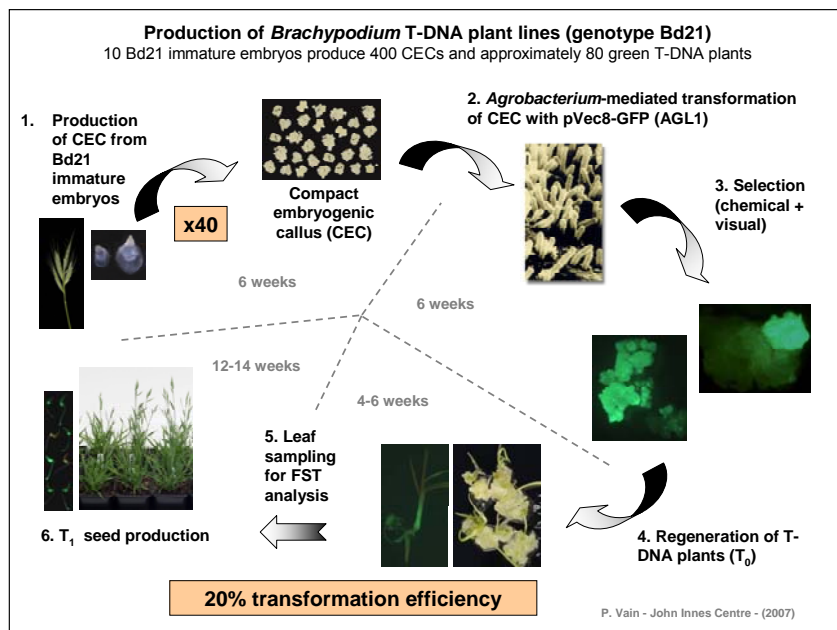 Production of Brachypodium T-DNA plant lines (genotype Bd21)
10 Bd21 immature embryos produce 400 CECs and approximately 80 green T-DNA plants
1. Production
of CEC from
Bd21
immature
embryos
x40
Compact
embryogenic
callus (CEC)
2. Agrobacterium-mediated transformation
of CEC with pVec8-GFP (AGL1)
3. Selection
(chemical +
visual)
6 weeks
6 weeks
12-14 weeks
4-6 weeks
4. Regeneration of T-
DNA plants (T0)
5. Leaf
sampling
for FST
analysis
6. T1 seed production
20% transformation efficiency
P. Vain - John Innes Centre - (2007)